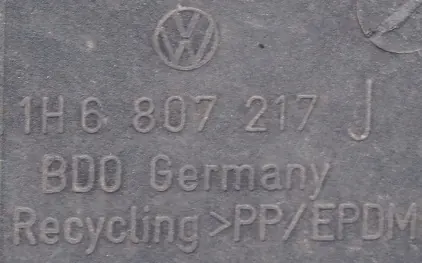 1H6 807 217 J
BDO Germany
Recycling >PP/EPDM